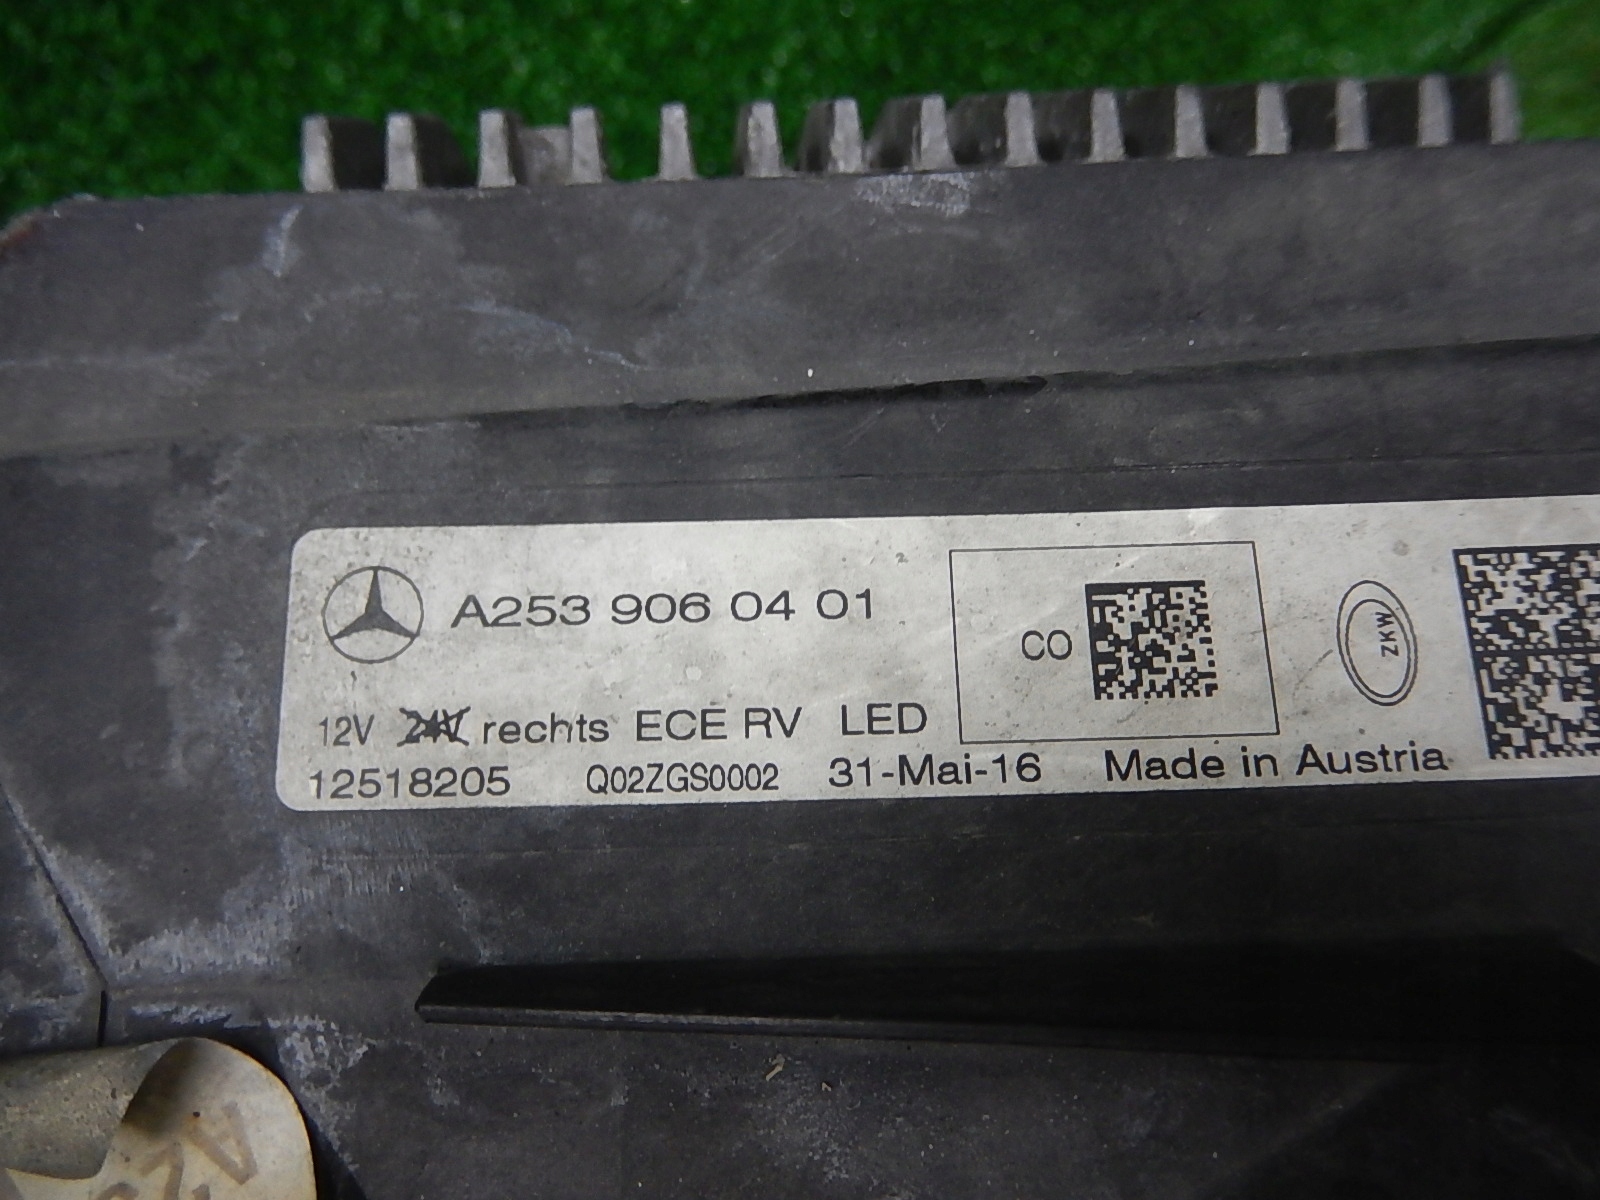 A253 906 04 01
CO
ZKW
12V 24V rechts ECE RV LED
12518205 Q02ZGS0002 31-Mai-16 Made in Austria
A2